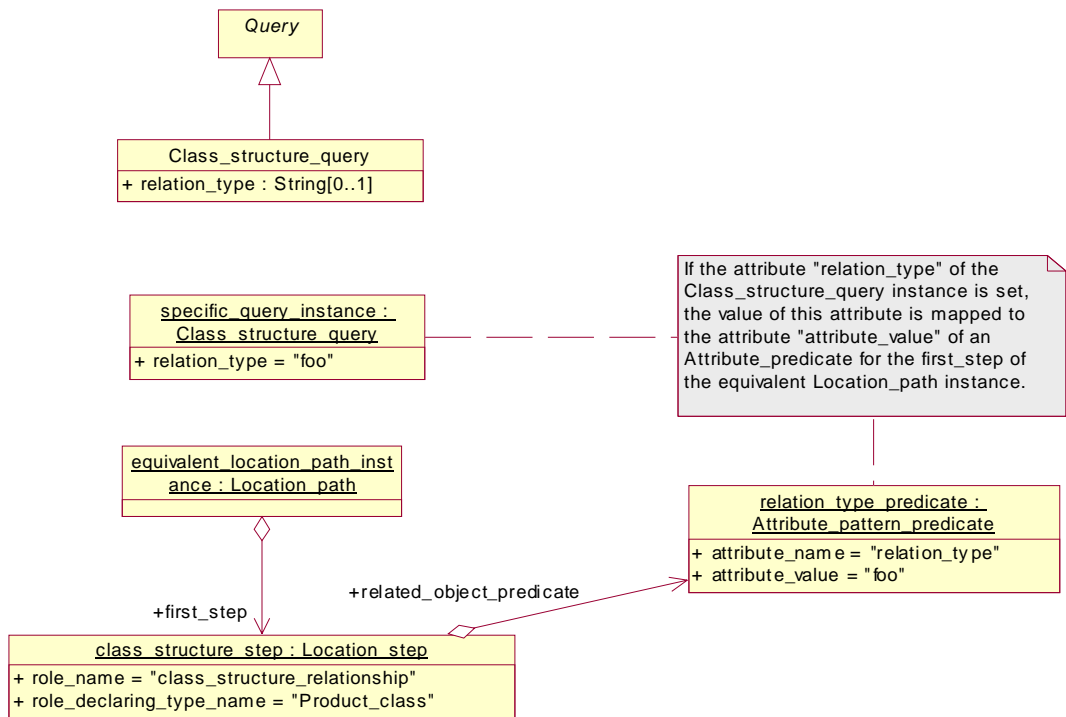 Query
Class_structure_query
+ relation_type : String[0..1]
specific_query_instance :
Class_structure_query
+ relation_type = "foo"
If the attribute "relation_type" of the
Class_structure_query instance is set,
the value of this attribute is mapped to
the attribute "attribute_value" of an
Attribute_predicate for the first_step of
the equivalent Location_path instance.
equivalent_location_path_inst
ance : Location_path
relation_type_predicate :
Attribute_pattern_predicate
+ attribute_name = "relation_type"
+ attribute_value = "foo"
+related_object_predicate
+first_step
class_structure_step : Location_step
+ role_name = "class_structure_relationship"
+ role_declaring_type_name = "Product_class"